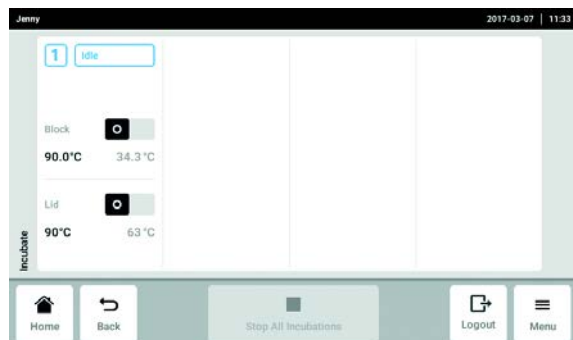 Jenny 2017-03-07 | 11:33
1 Idle
Block
90.0°C 34.3°C
Lid
90°C 63°C
Incubate
Home Back Stop All Incubations Logout Menu